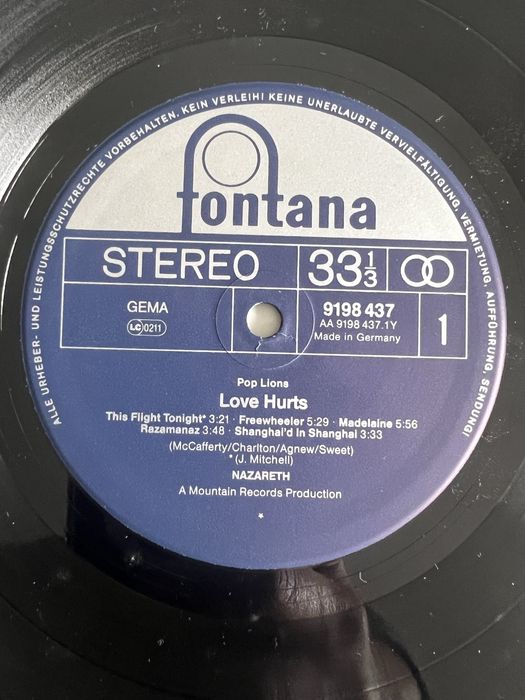 ALLE URHEBER- UND LEISTUNGSSCHUTZRECHTE VORBEHALTEN. KEIN VERLEIH! KEINE UNERLAUBTE VERVIELFÄLTIGUNG, VERMIETUNG, AUFFÜHRUNG, SENDUNG!
fontana
STEREO 33 1/3
GEMA
LC 0211
9198 437
AA 9198 437.1Y
Made in Germany
1
Pop Lions
Love Hurts
This Flight Tonight* 3:21 · Freewheeler 5:29 · Madelaine 5:56
Razamanaz 3:48 · Shanghai'd in Shanghai 3:33
(McCafferty/Charlton/Agnew/Sweet)
*(J. Mitchell)
NAZARETH
A Mountain Records Production
*